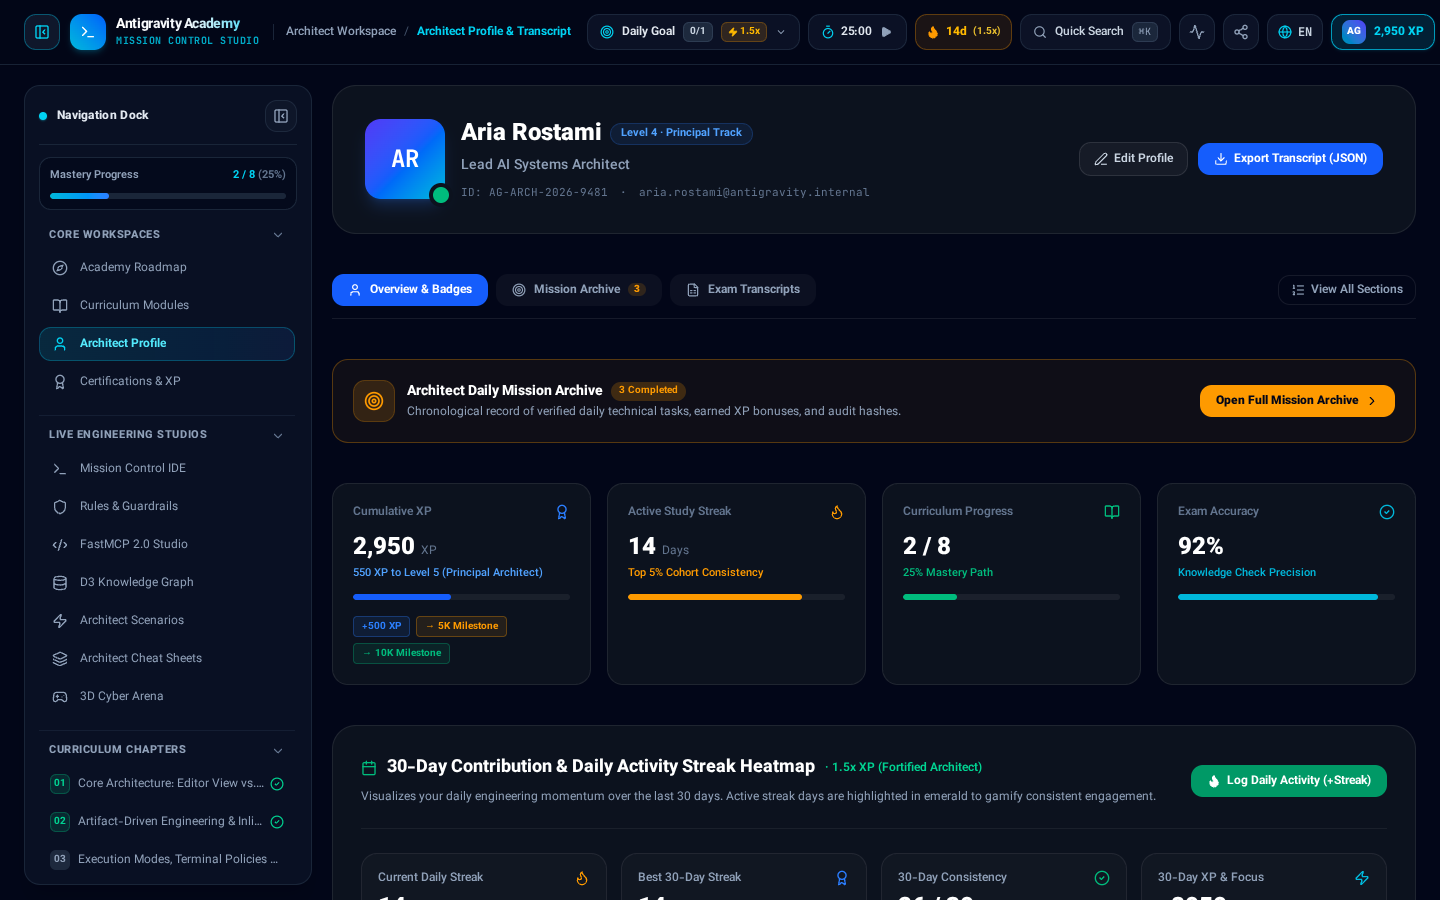 Antigravity Academy
MISSION CONTROL STUDIO
Architect Workspace / Architect Profile & Transcript
Daily Goal 0/1 1.5x
25:00
14d (1.5x)
Quick Search ⌘K
EN
AG 2,950 XP
Navigation Dock
Mastery Progress 2 / 8 (25%)
CORE WORKSPACES
Academy Roadmap
Curriculum Modules
Architect Profile
Certifications & XP
LIVE ENGINEERING STUDIOS
Mission Control IDE
Rules & Guardrails
FastMCP 2.0 Studio
D3 Knowledge Graph
Architect Scenarios
Architect Cheat Sheets
3D Cyber Arena
CURRICULUM CHAPTERS
01 Core Architecture: Editor View vs....
02 Artifact-Driven Engineering & Inli...
03 Execution Modes, Terminal Policies ...
AR
Aria Rostami Level 4 · Principal Track
Lead AI Systems Architect
ID: AG-ARCH-2026-9481 · aria.rostami@antigravity.internal
Edit Profile
Export Transcript (JSON)
Overview & Badges
Mission Archive 3
Exam Transcripts
View All Sections
Architect Daily Mission Archive 3 Completed
Chronological record of verified daily technical tasks, earned XP bonuses, and audit hashes.
Open Full Mission Archive
Cumulative XP
2,950 XP
550 XP to Level 5 (Principal Architect)
+500 XP → 5K Milestone
→ 10K Milestone
Active Study Streak
14 Days
Top 5% Cohort Consistency
Curriculum Progress
2 / 8
25% Mastery Path
Exam Accuracy
92%
Knowledge Check Precision
30-Day Contribution & Daily Activity Streak Heatmap · 1.5x XP (Fortified Architect)
Visualizes your daily engineering momentum over the last 30 days. Active streak days are highlighted in emerald to gamify consistent engagement.
Log Daily Activity (+Streak)
Current Daily Streak
Best 30-Day Streak
30-Day Consistency
30-Day XP & Focus